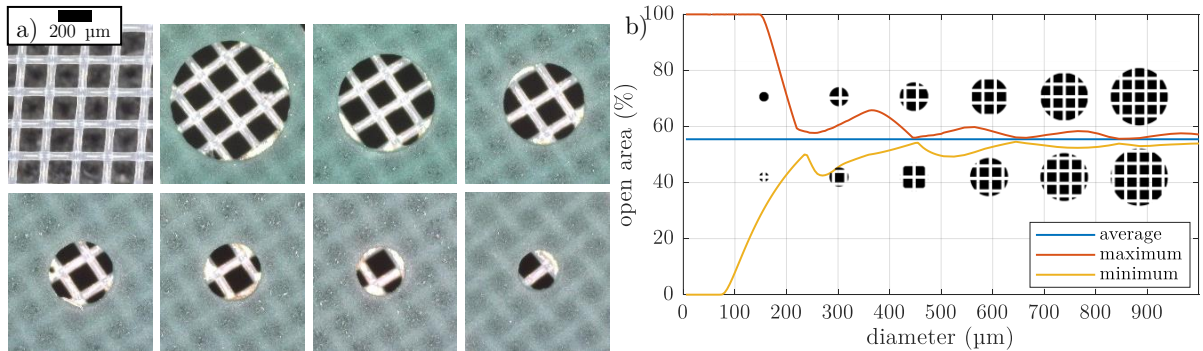 a)
200 µm
b)
100
80
60
40
20
0
open area (%)
0 100 200 300 400 500 600 700 800 900
diameter (µm)
average
maximum
minimum